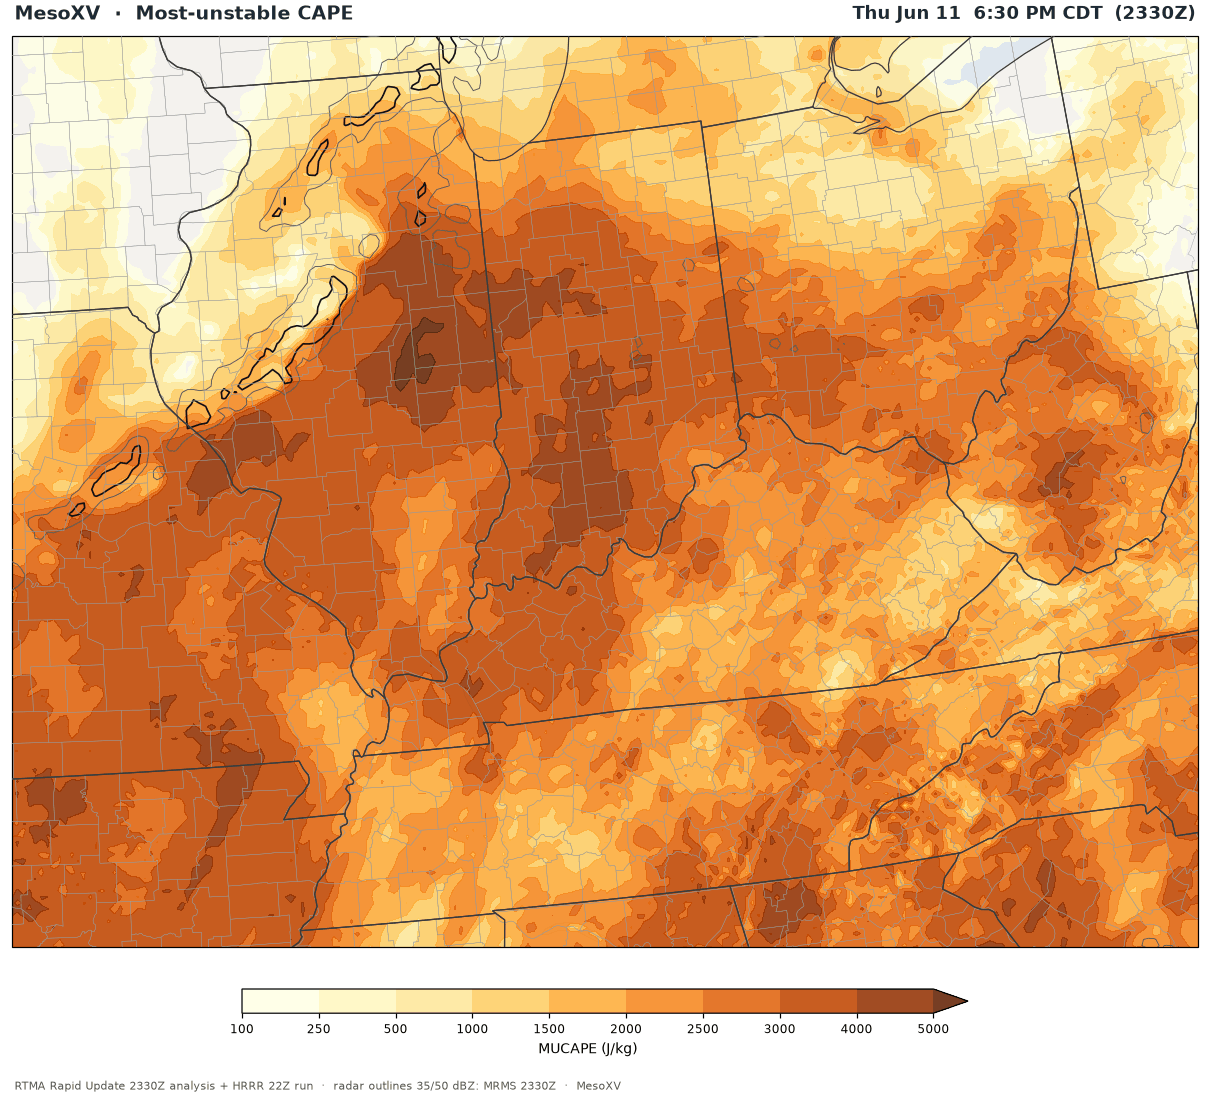 MesoXV · Most-unstable CAPE
Thu Jun 11 6:30 PM CDT (2330Z)
100 250 500 1000 1500 2000 2500 3000 4000 5000
MUCAPE (J/kg)
RTMA Rapid Update 2330Z analysis + HRRR 22Z run · radar outlines 35/50 dBZ: MRMS 2330Z · MesoXV